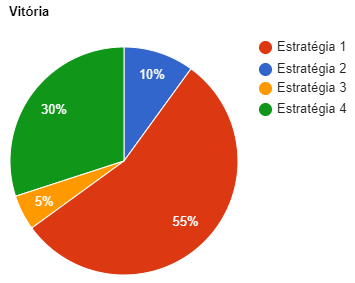 Vitória
Estratégia 1
Estratégia 2
Estratégia 3
Estratégia 4
10%
30%
5%
55%